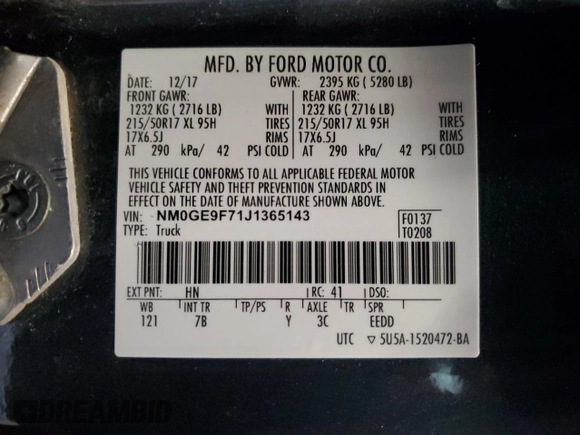 MFD. BY FORD MOTOR CO.
DATE: 12/17 GVWR: 2395 KG ( 5280 LB)
FRONT GAWR: REAR GAWR:
1232 KG ( 2716 LB) WITH 1232 KG ( 2716 LB) WITH
215/50R17 XL 95H TIRES 215/50R17 XL 95H TIRES
17X6.5J RIMS 17X6.5J RIMS
AT 290 kPa/ 42 PSI COLD AT 290 kPa/ 42 PSI COLD
THIS VEHICLE CONFORMS TO ALL APPLICABLE FEDERAL MOTOR
VEHICLE SAFETY AND THEFT PREVENTION STANDARDS IN
EFFECT ON THE DATE OF MANUFACTURE SHOWN ABOVE.
VIN: NM0GE9F71J1365143 F0137
TYPE: Truck T0208
EXT PNT: HN RC: 41 DSO:
WB INT TR TP/PS R AXLE TR SPR
121 7B Y 3C EEDD
UTC ▽ 5U5A-1520472-BA
DREAMBID